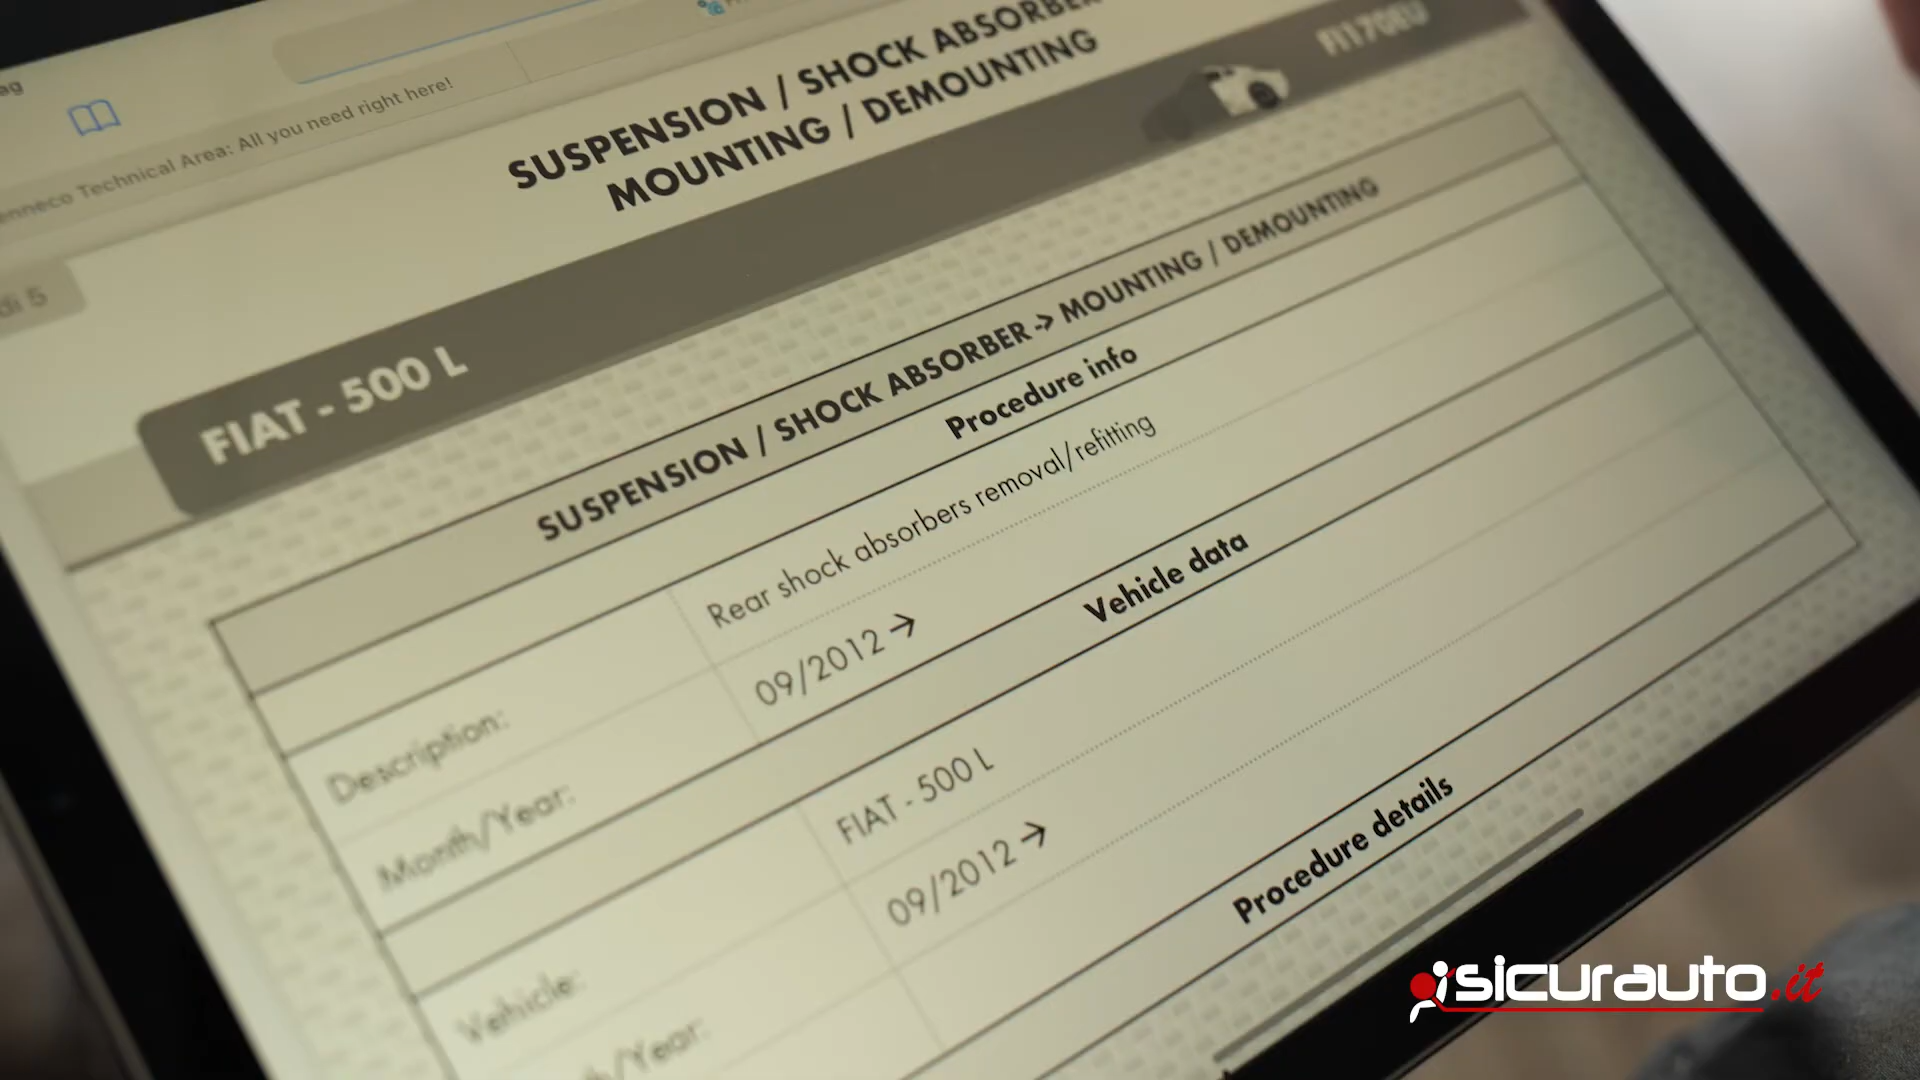 Technical Area: All you need right here!
SUSPENSION / SHOCK ABSORBER
MOUNTING / DEMOUNTING
di 5
FIAT - 500 L
FI170EU
SUSPENSION / SHOCK ABSORBER -> MOUNTING / DEMOUNTING
Procedure info
Description: Rear shock absorbers removal/refitting
Month/Year: 09/2012 →
Vehicle data
Vehicle: FIAT - 500 L
09/2012 →
Procedure details
sicurauto.it